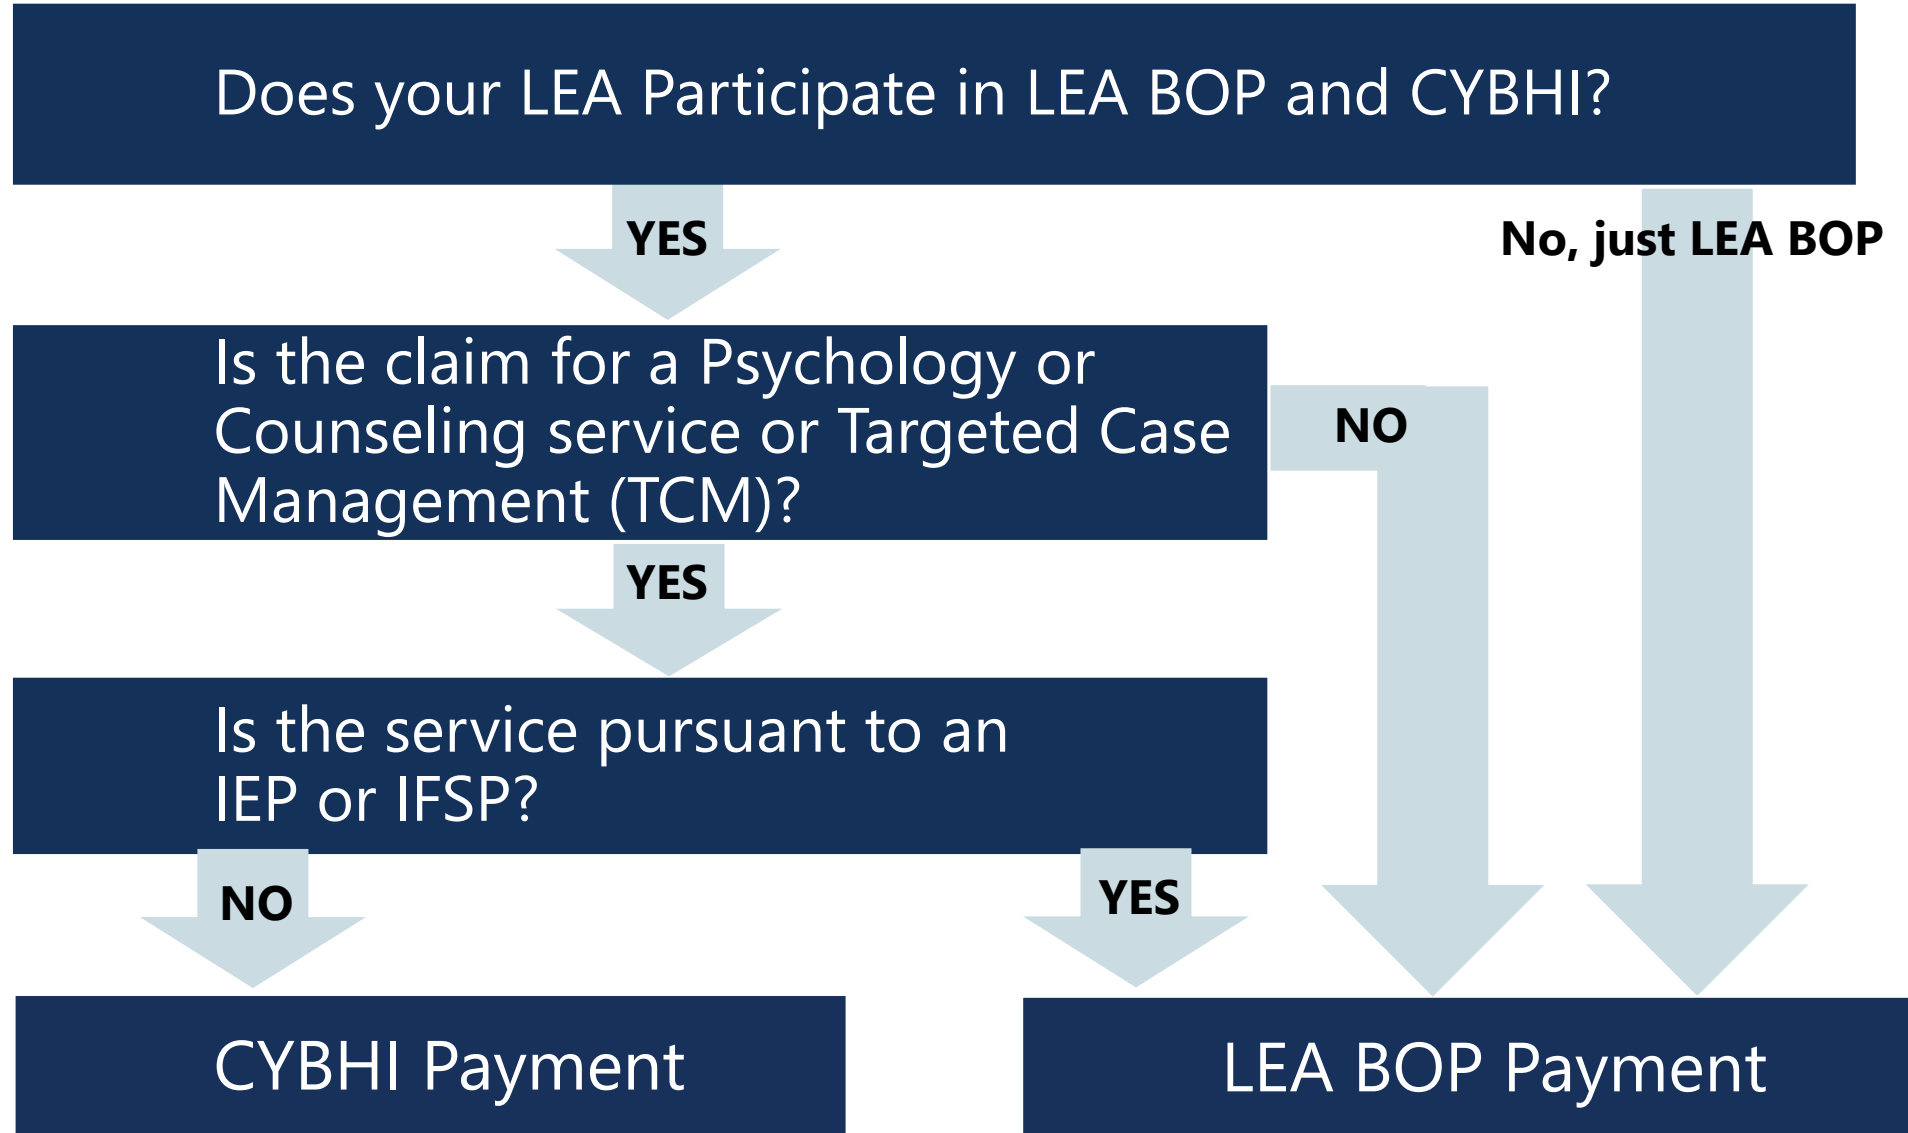 Does your LEA Participate in LEA BOP and CYBHI?
YES
No, just LEA BOP
Is the claim for a Psychology or
Counseling service or Targeted Case
Management (TCM)?
NO
YES
Is the service pursuant to an
IEP or IFSP?
NO
YES
CYBHI Payment
LEA BOP Payment